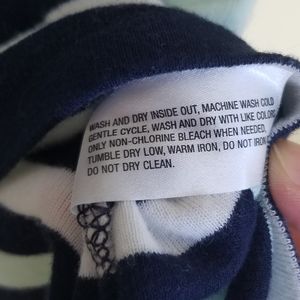 WASH AND DRY INSIDE OUT, MACHINE WASH COLD
GENTLE CYCLE, WASH AND DRY WITH LIKE COLORS
ONLY NON-CHLORINE BLEACH WHEN NEEDED,
TUMBLE DRY LOW, WARM IRON, DO NOT IRON
DO NOT DRY CLEAN.